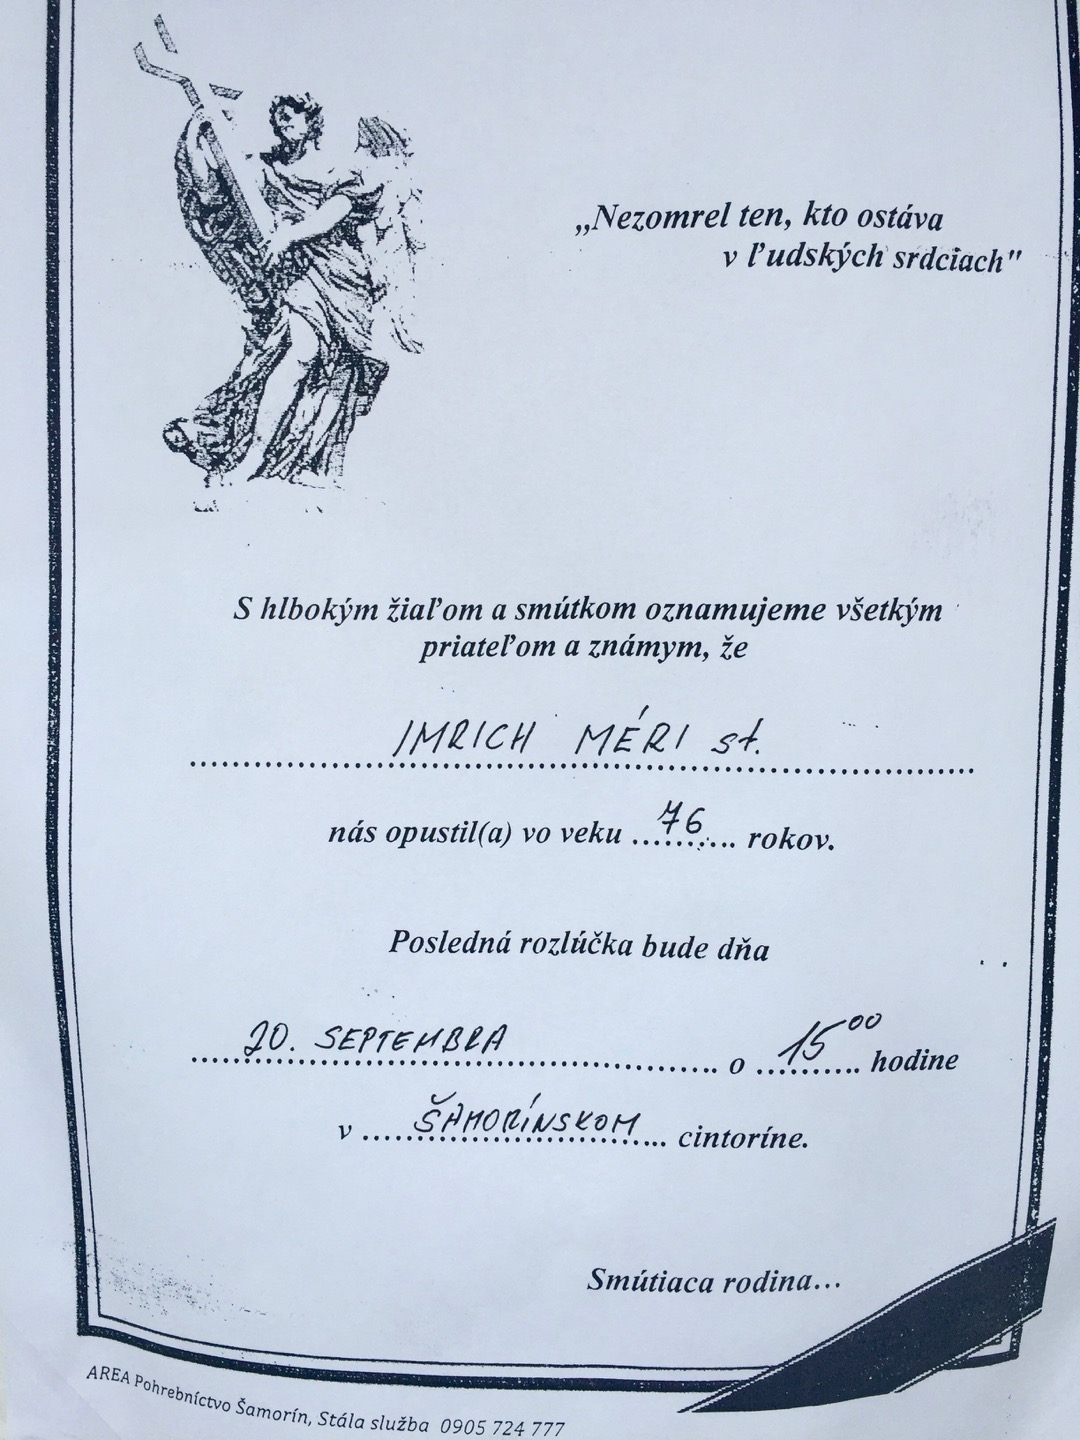 „Nezomrel ten, kto ostáva
v ľudských srdciach"
S hlbokým žiaľom a smútkom oznamujeme všetkým
priateľom a známym, že
IMRICH MÉRI st.
nás opustil(a) vo veku ...76... rokov.
Posledná rozlúčka bude dňa
20. SEPTEMBRA o 15 00 hodine
v ŠAMORÍNSKOM cintoríne.
Smútiaca rodina...
AREA Pohrebníctvo Šamorín, Stála služba 0905 724 777